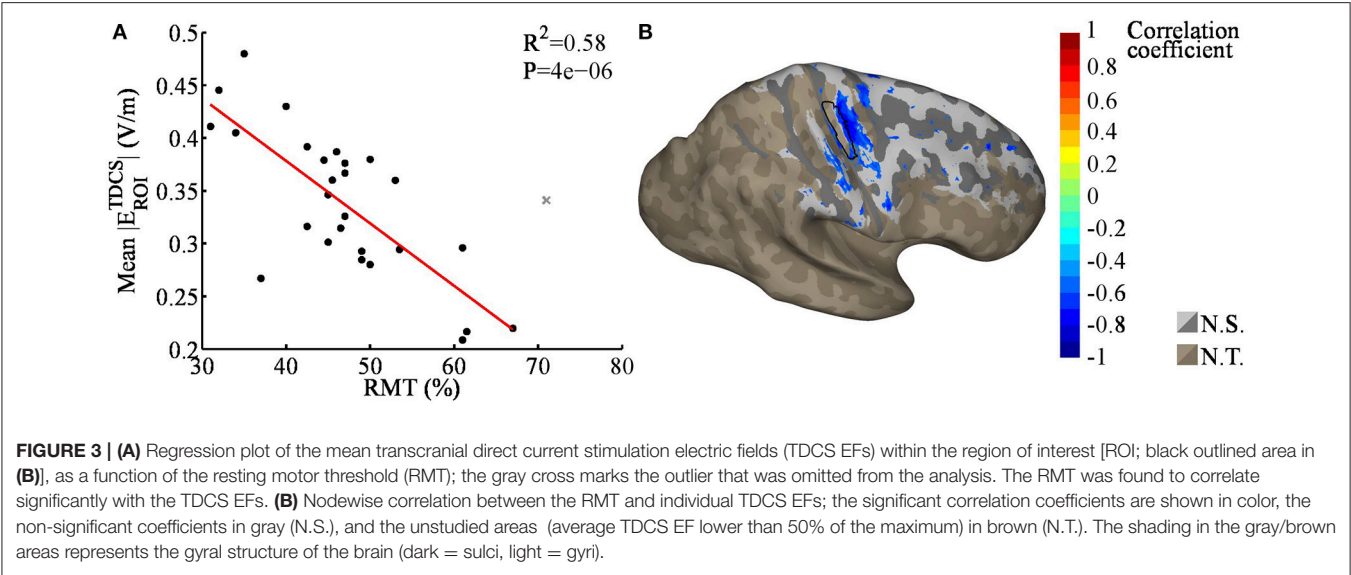 A
0.5
0.45
0.4
0.35
0.3
0.25
0.2
Mean |E^TDCS_ROI| (V/m)
R²=0.58
P=4e−06
30 40 50 60 70 80
RMT (%)
B
1
0.8
0.6
0.4
0.2
0
-0.2
-0.4
-0.6
-0.8
-1
Correlation
coefficient
N.S.
N.T.
FIGURE 3 | (A) Regression plot of the mean transcranial direct current stimulation electric fields (TDCS EFs) within the region of interest [ROI; black outlined area in
(B)], as a function of the resting motor threshold (RMT); the gray cross marks the outlier that was omitted from the analysis. The RMT was found to correlate
significantly with the TDCS EFs. (B) Nodewise correlation between the RMT and individual TDCS EFs; the significant correlation coefficients are shown in color, the
non-significant coefficients in gray (N.S.), and the unstudied areas (average TDCS EF lower than 50% of the maximum) in brown (N.T.). The shading in the gray/brown
areas represents the gyral structure of the brain (dark = sulci, light = gyri).